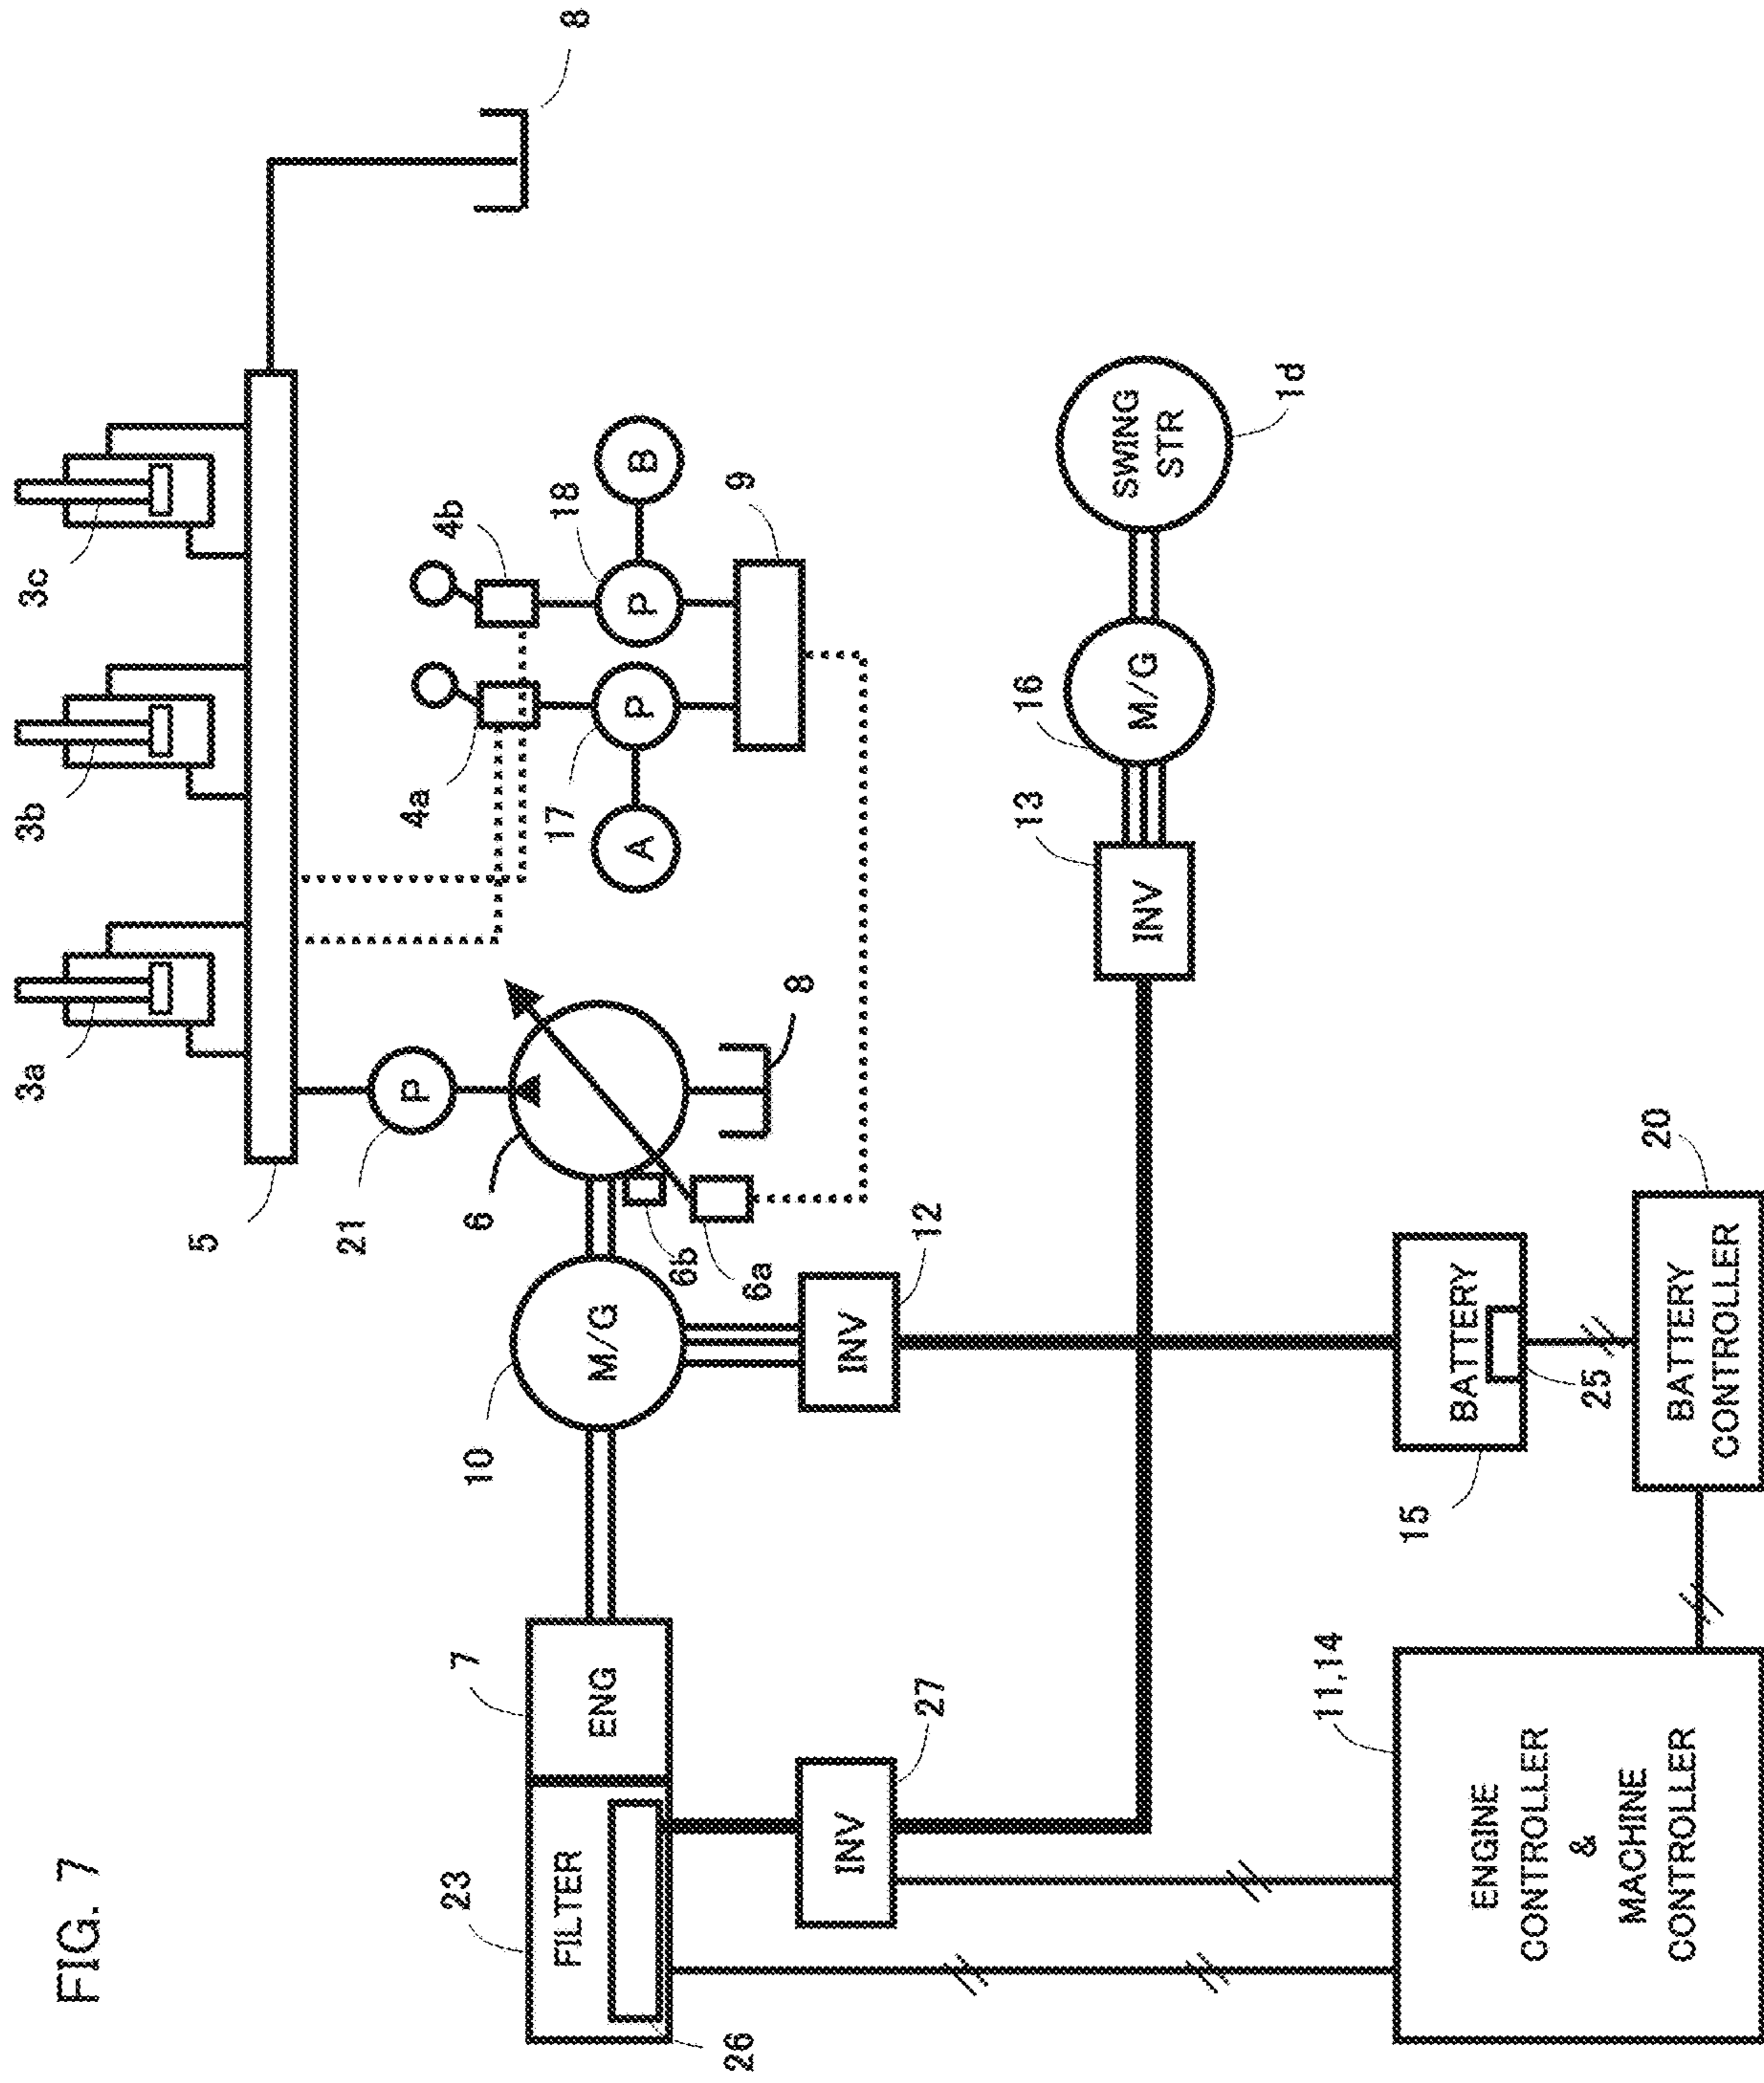 FIG. 7
3a
3b
3c
5
21
P
6
6b
6a
8
8
4a
4b
17
18
A
P
P
B
9
23
FILTER
26
7
ENG
10
M/G
12
INV
27
INV
13
INV
16
M/G
SWING
STR
1d
15
BATTERY
25
20
BATTERY
CONTROLLER
11,14
ENGINE
CONTROLLER
&
MACHINE
CONTROLLER